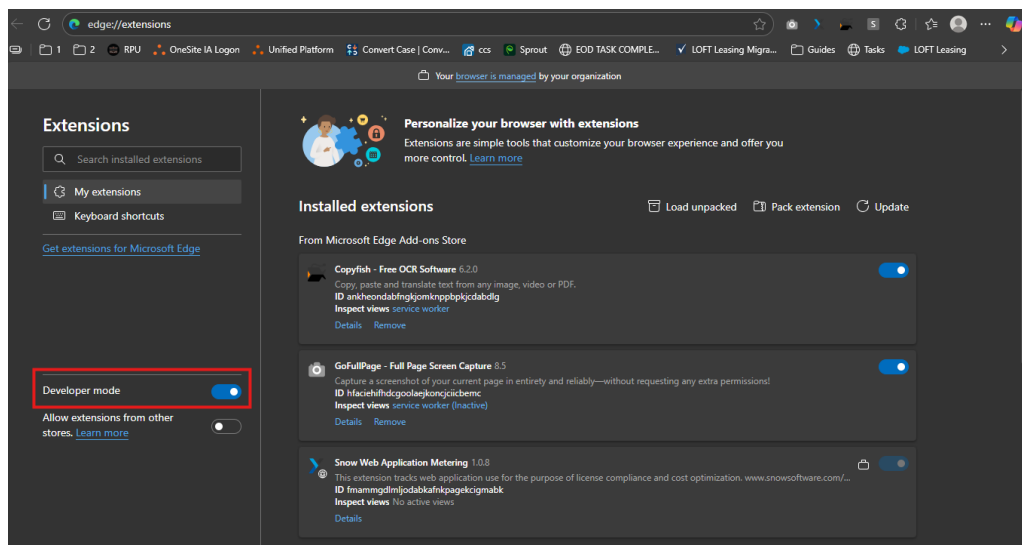 edge://extensions
1
2
RPU
OneSite IA Logon
Unified Platform
Convert Case | Conv...
ccs
Sprout
EOD TASK COMPLE...
LOFT Leasing Migra...
Guides
Tasks
LOFT Leasing
Your browser is managed by your organization
Extensions
Search installed extensions
My extensions
Keyboard shortcuts
Get extensions for Microsoft Edge
Developer mode
Allow extensions from other
stores. Learn more
Personalize your browser with extensions
Extensions are simple tools that customize your browser experience and offer you
more control. Learn more
Installed extensions
Load unpacked
Pack extension
Update
From Microsoft Edge Add-ons Store
Copyfish - Free OCR Software 6.2.0
Copy, paste and translate text from any image, video or PDF.
ID ankheondabfngkjomknppbpkjcdabdlg
Inspect views service worker
Details Remove
GoFullPage - Full Page Screen Capture 8.5
Capture a screenshot of your current page in entirety and reliably—without requesting any extra permissions!
ID hfaciehifhdcgoolaejkoncjciicbemc
Inspect views service worker (Inactive)
Details Remove
Snow Web Application Metering 1.0.8
This extension tracks web application use for the purpose of license compliance and cost optimization. www.snowsoftware.com/...
ID fmammgdlmljodabkafnkpagekcigmabk
Inspect views No active views
Details